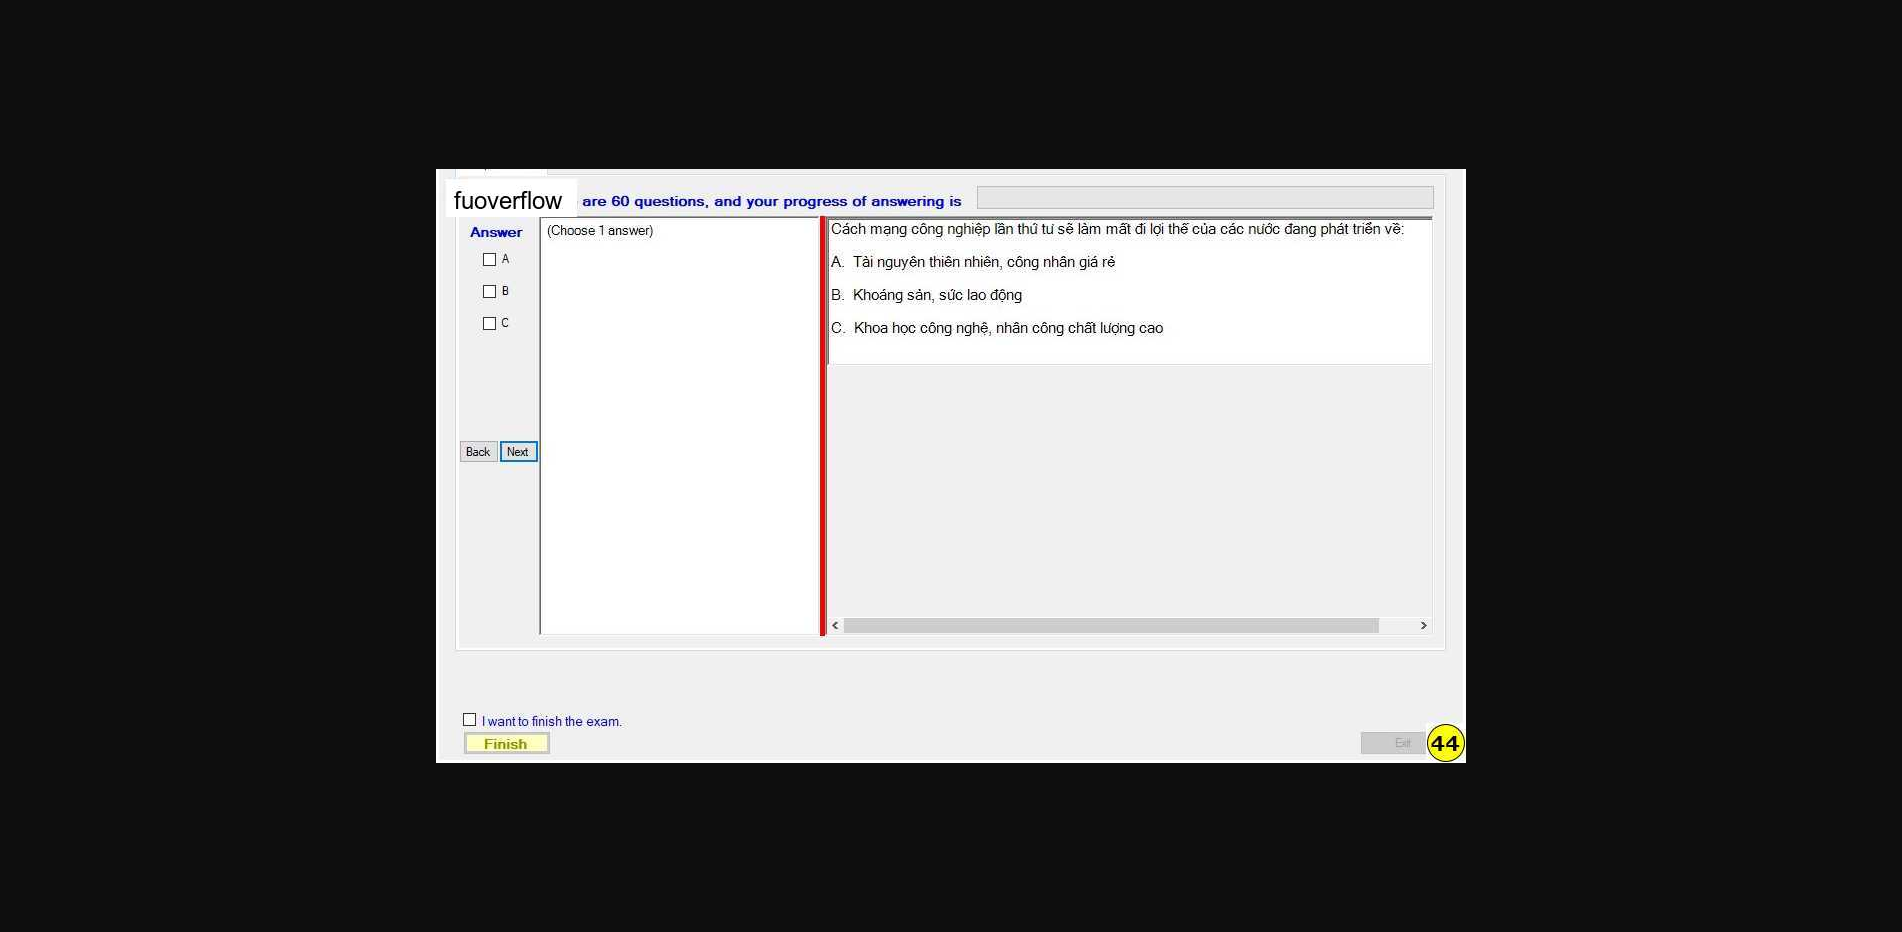 fuoverflow are 60 questions, and your progress of answering is
Answer
A
B
C
Back Next
(Choose 1 answer)
Cách mạng công nghiệp lần thứ tư sẽ làm mất đi lợi thế của các nước đang phát triển về:
A. Tài nguyên thiên nhiên, công nhân giá rẻ
B. Khoáng sản, sức lao động
C. Khoa học công nghệ, nhân công chất lượng cao
I want to finish the exam.
Finish
Exit
44